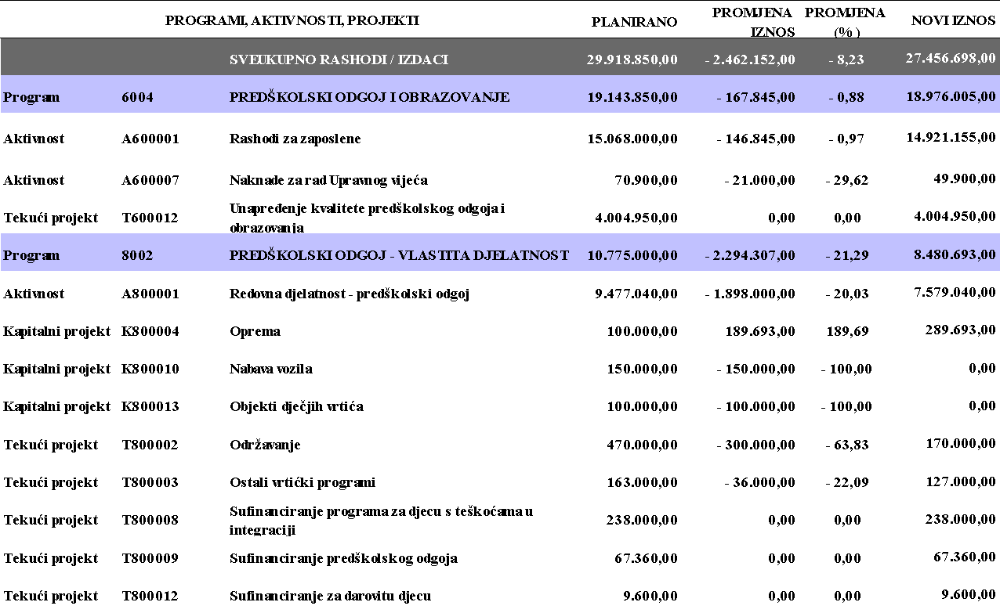 PROGRAMI, AKTIVNOSTI, PROJEKTI PLANIRANO PROMJENA IZNOS PROMJENA (%) NOVI IZNOS
SVEUKUPNO RASHODI / IZDACI 29.918.850,00 - 2.462.152,00 - 8,23 27.456.698,00
Program 6004 PREDŠKOLSKI ODGOJ I OBRAZOVANJE 19.143.850,00 - 167.845,00 - 0,88 18.976.005,00
Aktivnost A600001 Rashodi za zaposlene 15.068.000,00 - 146.845,00 - 0,97 14.921.155,00
Aktivnost A600007 Naknade za rad Upravnog vijeća 70.900,00 - 21.000,00 - 29,62 49.900,00
Tekući projekt T600012 Unapređenje kvalitete predškolskog odgoja i
obrazovanja 4.004.950,00 0,00 0,00 4.004.950,00
Program 8002 PREDŠKOLSKI ODGOJ - VLASTITA DJELATNOST 10.775.000,00 - 2.294.307,00 - 21,29 8.480.693,00
Aktivnost A800001 Redovna djelatnost - predškolski odgoj 9.477.040,00 - 1.898.000,00 - 20,03 7.579.040,00
Kapitalni projekt K800004 Oprema 100.000,00 189.693,00 189,69 289.693,00
Kapitalni projekt K800010 Nabava vozila 150.000,00 - 150.000,00 - 100,00 0,00
Kapitalni projekt K800013 Objekti dječjih vrtića 100.000,00 - 100.000,00 - 100,00 0,00
Tekući projekt T800002 Održavanje 470.000,00 - 300.000,00 - 63,83 170.000,00
Tekući projekt T800003 Ostali vrtićki programi 163.000,00 - 36.000,00 - 22,09 127.000,00
Tekući projekt T800008 Sufinanciranje programa za djecu s teškoćama u
integraciji 238.000,00 0,00 0,00 238.000,00
Tekući projekt T800009 Sufinanciranje predškolskog odgoja 67.360,00 0,00 0,00 67.360,00
Tekući projekt T800012 Sufinanciranje za darovitu djecu 9.600,00 0,00 0,00 9.600,00